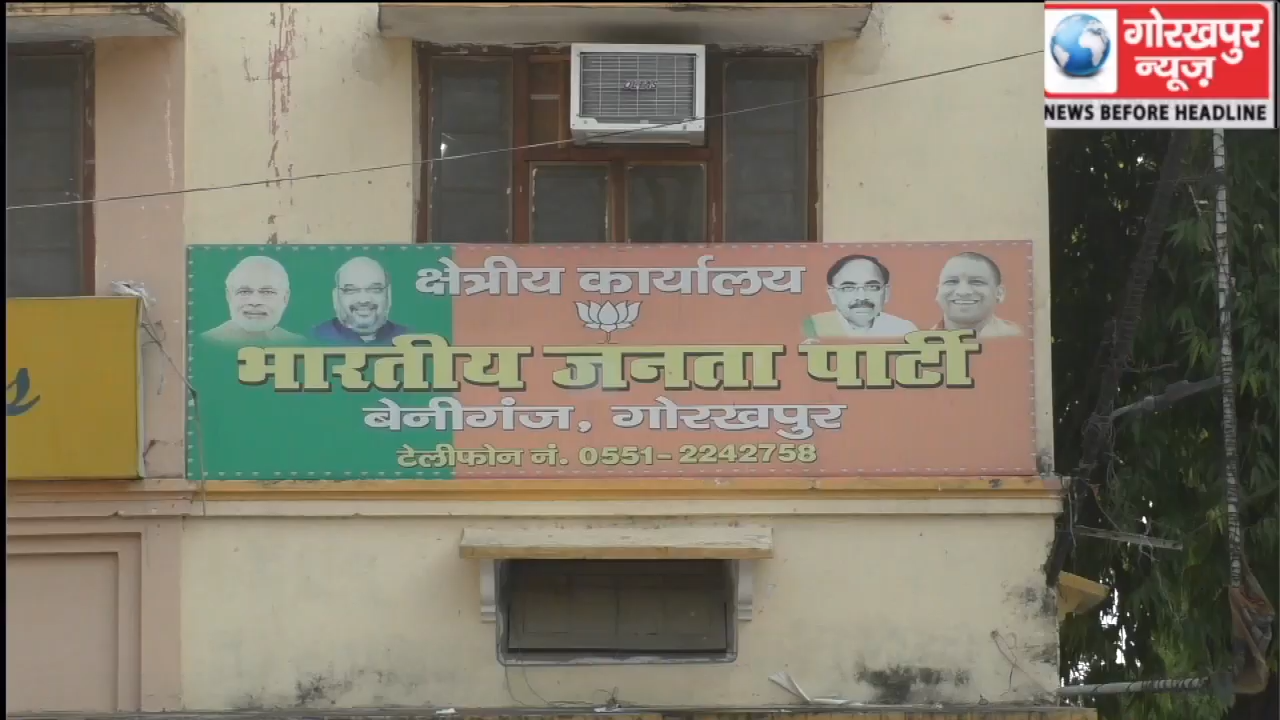 गोरखपुर
न्यूज़
NEWS BEFORE HEADLINE
क्षेत्रीय कार्यालय
भारतीय जनता पार्टी
बेनीगंज, गोरखपुर
टेलीफोन नं. 0551-2242758